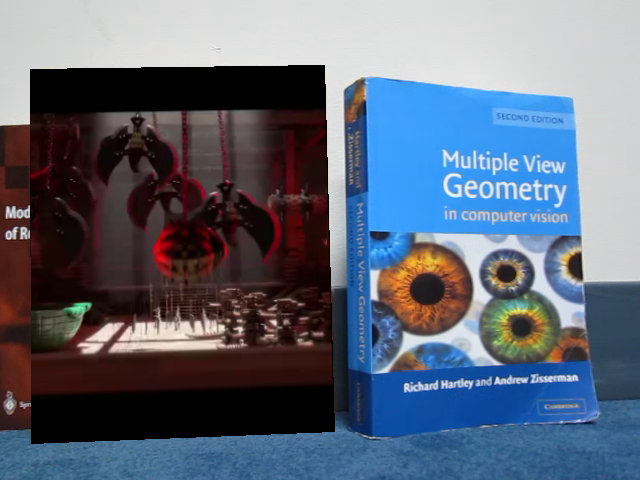 Mod
of Ro
SECOND EDITION
Multiple View
Geometry
in computer vision
Richard Hartley and Andrew Zisserman
CAMBRIDGE
Hartley and
Zisserman
Multiple View Geometry